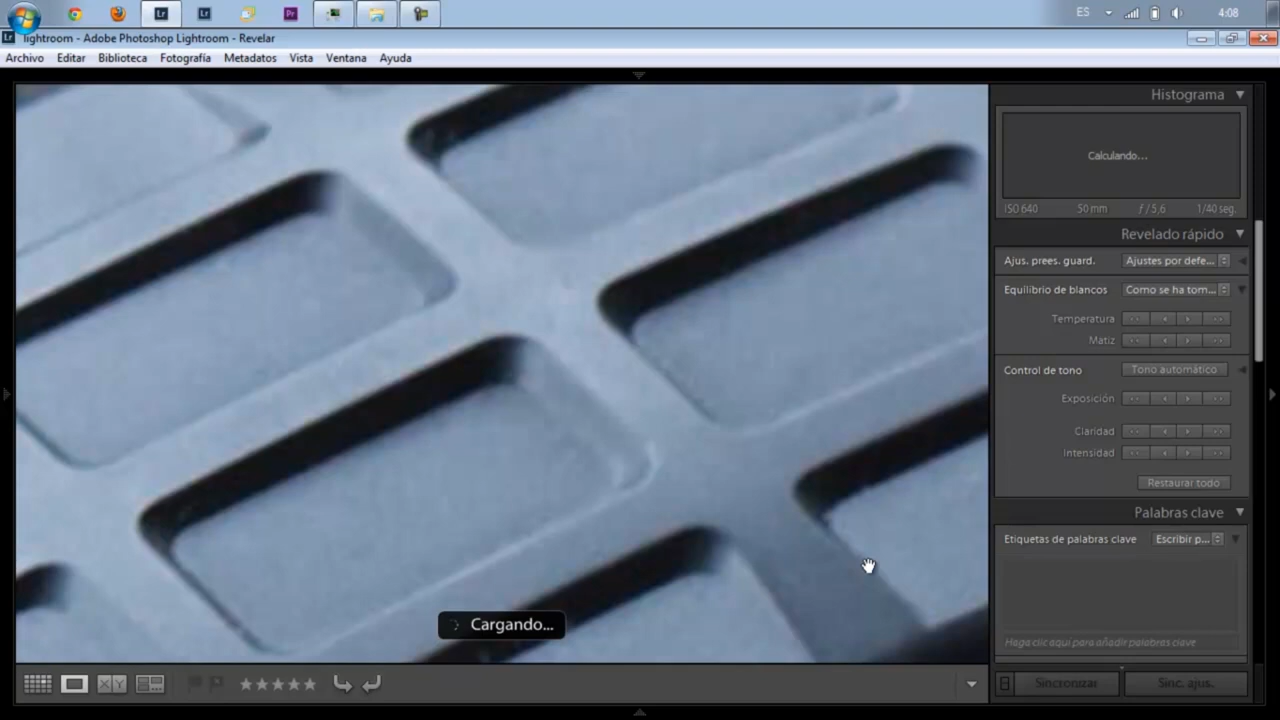 ES
4:08
lightroom - Adobe Photoshop Lightroom - Revelar
Archivo Editar Biblioteca Fotografía Metadatos Vista Ventana Ayuda
Histograma
Calculando...
ISO 640 50 mm ƒ / 5,6 1/40 seg.
Revelado rápido
Ajus. prees. guard. Ajustes por defe...
Equilibrio de blancos Como se ha tom...
Temperatura
Matiz
Control de tono Tono automático
Exposición
Claridad
Intensidad
Restaurar todo
Palabras clave
Etiquetas de palabras clave Escribir p...
Cargando...
Haga clic aquí para añadir palabras clave
XY
Sincronizar Sinc. ajus.